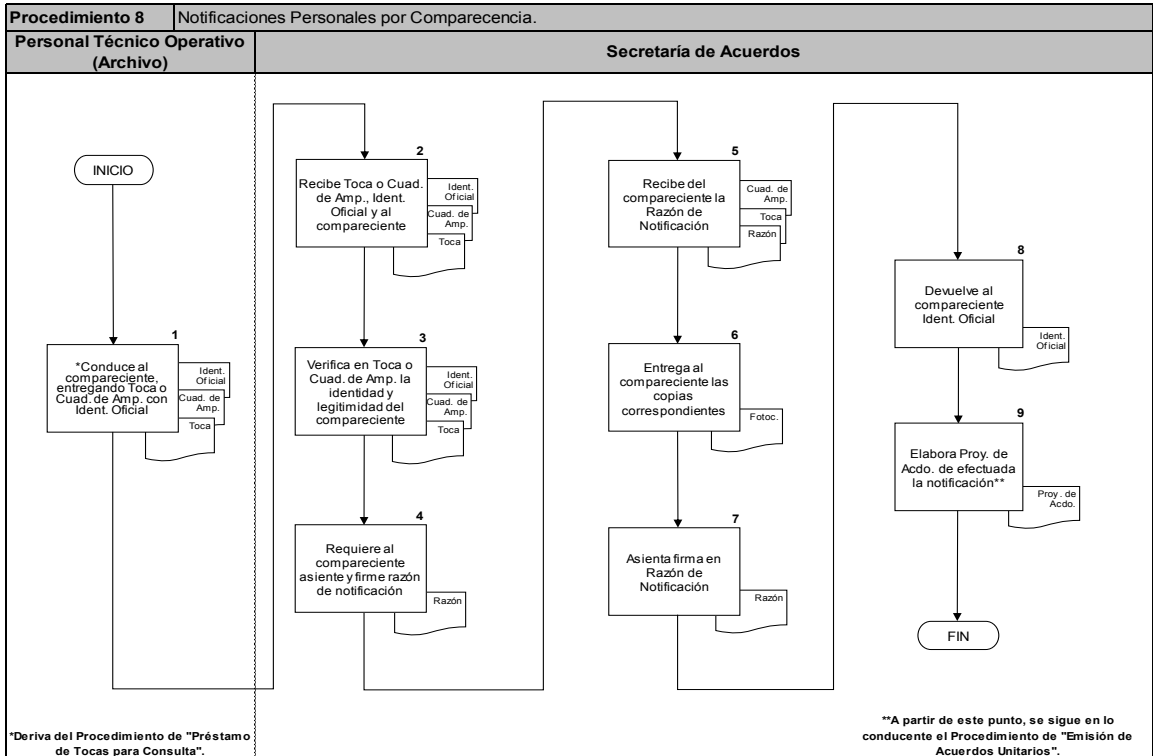 Procedimiento 8
Notificaciones Personales por Comparecencia.
Personal Técnico Operativo
(Archivo)
Secretaría de Acuerdos
INICIO
1
*Conduce al
compareciente,
entregando Toca o
Cuad. de Amp. con
Ident. Oficial
Ident.
Oficial
Cuad. de
Amp.
Toca
*Deriva del Procedimiento de "Préstamo
de Tocas para Consulta".
2
Recibe Toca o Cuad.
de Amp., Ident.
Oficial y al
compareciente
Ident.
Oficial
Cuad. de
Amp.
Toca
3
Verifica en Toca o
Cuad. de Amp. la
identidad y
legitimidad del
compareciente
Ident.
Oficial
Cuad. de
Amp.
Toca
4
Requiere al
compareciente
asiente y firme razón
de notificación
Razón
5
Recibe del
compareciente la
Razón de
Notificación
Cuad. de
Amp.
Toca
Razón
6
Entrega al
compareciente las
copias
correspondientes
Fotoc.
7
Asienta firma en
Razón de
Notificación
Razón
8
Devuelve al
compareciente
Ident. Oficial
Ident.
Oficial
9
Elabora Proy. de
Acdo. de efectuada
la notificación**
Proy. de
Acdo.
FIN
**A partir de este punto, se sigue en lo
conducente el Procedimiento de "Emisión de
Acuerdos Unitarios".